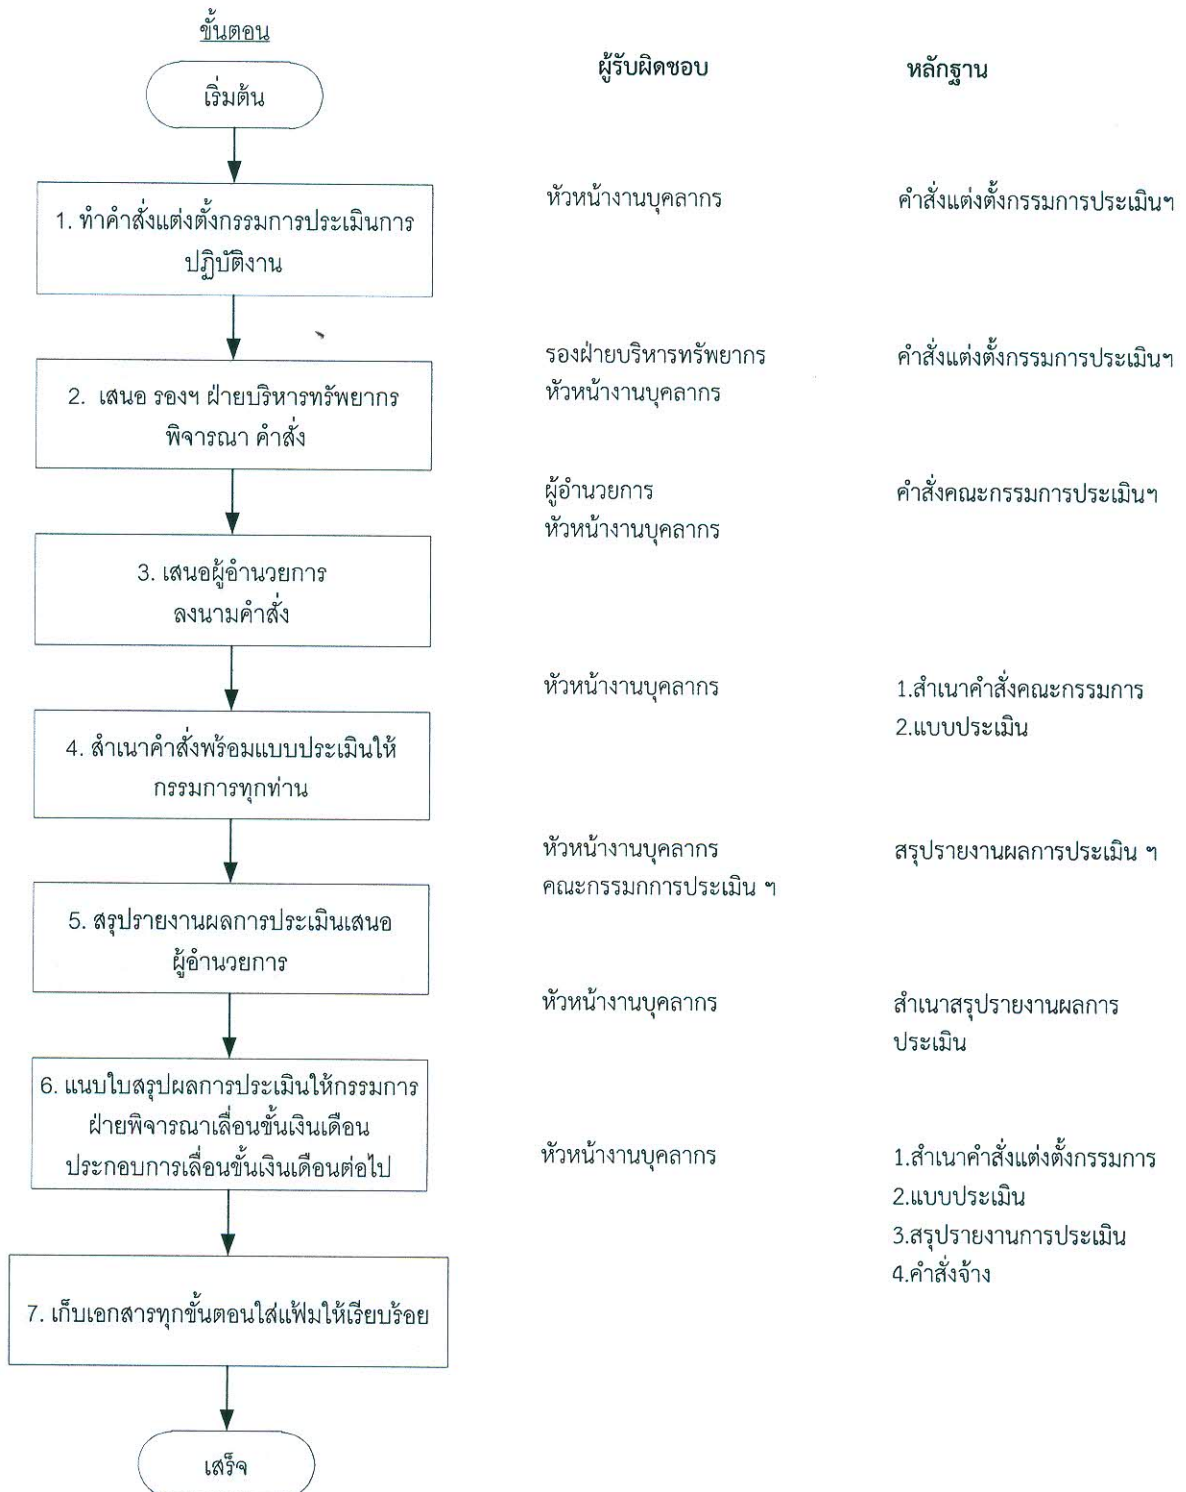 ขั้นตอน
ผู้รับผิดชอบ
หลักฐาน
เริ่มต้น
1. ทำคำสั่งแต่งตั้งกรรมการประเมินการ
ปฏิบัติงาน
หัวหน้างานบุคลากร
คำสั่งแต่งตั้งกรรมการประเมินฯ
2. เสนอ รองฯ ฝ่ายบริหารทรัพยากร
พิจารณา คำสั่ง
รองฝ่ายบริหารทรัพยากร
หัวหน้างานบุคลากร
คำสั่งแต่งตั้งกรรมการประเมินฯ
3. เสนอผู้อำนวยการ
ลงนามคำสั่ง
ผู้อำนวยการ
หัวหน้างานบุคลากร
คำสั่งคณะกรรมการประเมินฯ
4. สำเนาคำสั่งพร้อมแบบประเมินให้
กรรมการทุกท่าน
หัวหน้างานบุคลากร
1.สำเนาคำสั่งคณะกรรมการ
2.แบบประเมิน
5. สรุปรายงานผลการประเมินเสนอ
ผู้อำนวยการ
หัวหน้างานบุคลากร
คณะกรรมกการประเมิน ฯ
สรุปรายงานผลการประเมิน ฯ
6. แนบใบสรุปผลการประเมินให้กรรมการ
ฝ่ายพิจารณาเลื่อนขั้นเงินเดือน
ประกอบการเลื่อนขั้นเงินเดือนต่อไป
หัวหน้างานบุคลากร
สำเนาสรุปรายงานผลการ
ประเมิน
7. เก็บเอกสารทุกขั้นตอนใส่แฟ้มให้เรียบร้อย
หัวหน้างานบุคลากร
1.สำเนาคำสั่งแต่งตั้งกรรมการ
2.แบบประเมิน
3.สรุปรายงานการประเมิน
4.คำสั่งจ้าง
เสร็จ